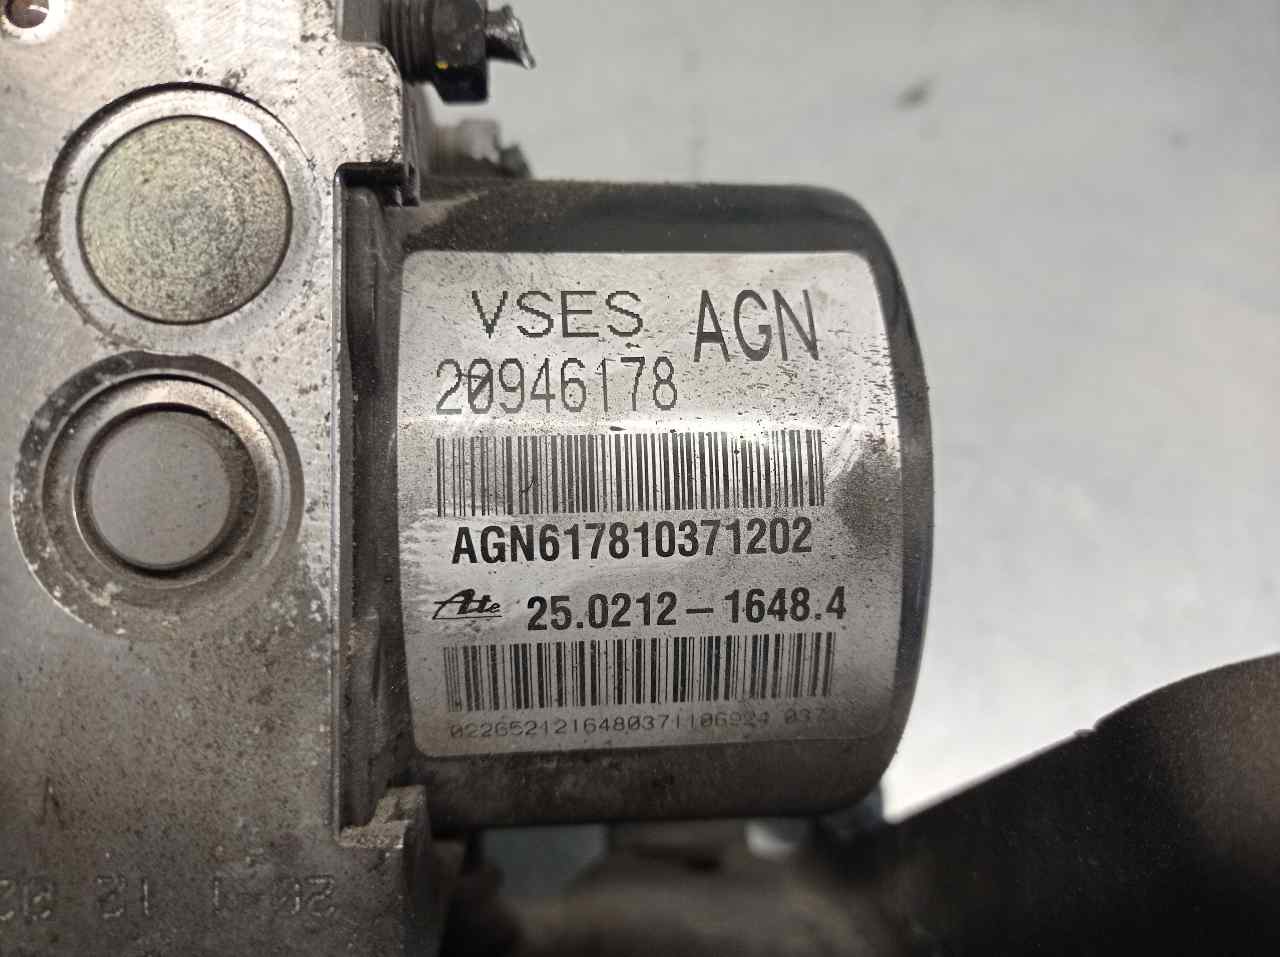 VSES AGN
20946178
AGN617810371202
Ate 25.0212-1648.4